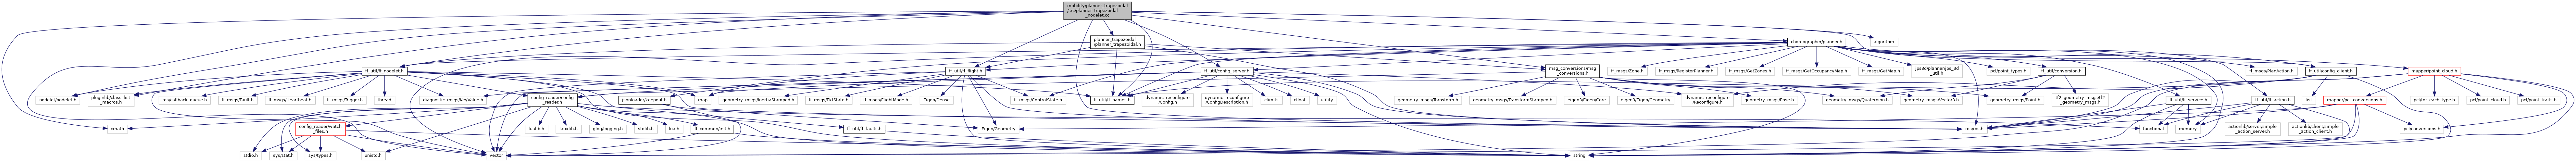 mobility/planner_trapezoidal
/src/planner_trapezoidal
_nodelet.cc
planner_trapezoidal
/planner_trapezoidal.h
choreographer/planner.h
algorithm
ff_util/ff_nodelet.h
ff_util/ff_flight.h
ff_util/config_server.h
msg_conversions/msg
_conversions.h
ff_msgs/Zone.h
ff_msgs/RegisterPlanner.h
ff_msgs/GetZones.h
ff_msgs/GetOccupancyMap.h
ff_msgs/GetMap.h
jps3d/planner/jps_3d
_util.h
pcl/point_types.h
ff_util/conversion.h
ff_msgs/PlanAction.h
ff_util/config_client.h
mapper/point_cloud.h
nodelet/nodelet.h
pluginlib/class_list
_macros.h
ros/callback_queue.h
ff_msgs/Fault.h
ff_msgs/Heartbeat.h
ff_msgs/Trigger.h
thread
diagnostic_msgs/KeyValue.h
config_reader/config
_reader.h
jsonloader/keepout.h
map
geometry_msgs/InertiaStamped.h
ff_msgs/EkfState.h
ff_msgs/FlightMode.h
Eigen/Dense
ff_msgs/ControlState.h
ff_util/ff_names.h
dynamic_reconfigure
/Config.h
dynamic_reconfigure
/ConfigDescription.h
climits
cfloat
utility
geometry_msgs/Transform.h
geometry_msgs/TransformStamped.h
eigen3/Eigen/Core
eigen3/Eigen/Geometry
dynamic_reconfigure
/Reconfigure.h
geometry_msgs/Pose.h
geometry_msgs/Quaternion.h
geometry_msgs/Vector3.h
geometry_msgs/Point.h
tf2_geometry_msgs/tf2
_geometry_msgs.h
ff_util/ff_service.h
ff_util/ff_action.h
list
mapper/pcl_conversions.h
pcl/for_each_type.h
pcl/point_cloud.h
pcl/point_traits.h
cmath
config_reader/watch
_files.h
lualib.h
lauxlib.h
glog/logging.h
stdlib.h
lua.h
ff_common/init.h
ff_util/ff_faults.h
Eigen/Geometry
ros/ros.h
functional
memory
actionlib/server/simple
_action_server.h
actionlib/client/simple
_action_client.h
pcl/conversions.h
stdio.h
sys/stat.h
sys/types.h
unistd.h
vector
string